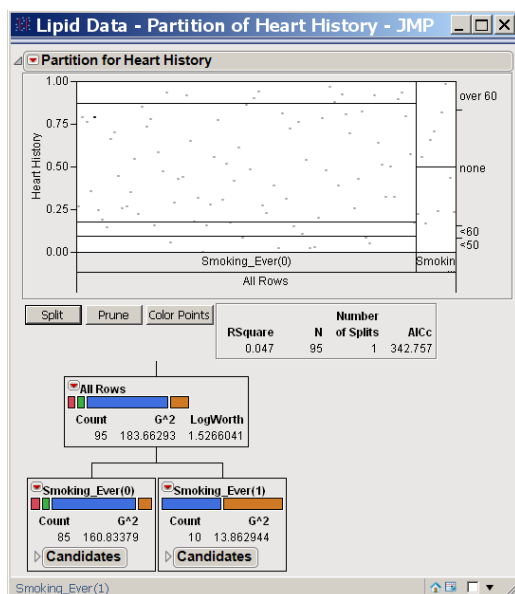 Lipid Data - Partition of Heart History - JMP
Partition for Heart History
1.00
0.75
0.50
0.25
0.00
Heart History
over 60
none
<60
<50
Smoking_Ever(0)
Smokin
...
All Rows
Split
Prune
Color Points
RSquare N Number of Splits AICc
0.047 95 1 342.757
All Rows
Count G^2 LogWorth
95 183.66293 1.5266041
Smoking_Ever(0)
Count G^2
85 160.83379
Candidates
Smoking_Ever(1)
Count G^2
10 13.862944
Candidates
Smoking_Ever(1)